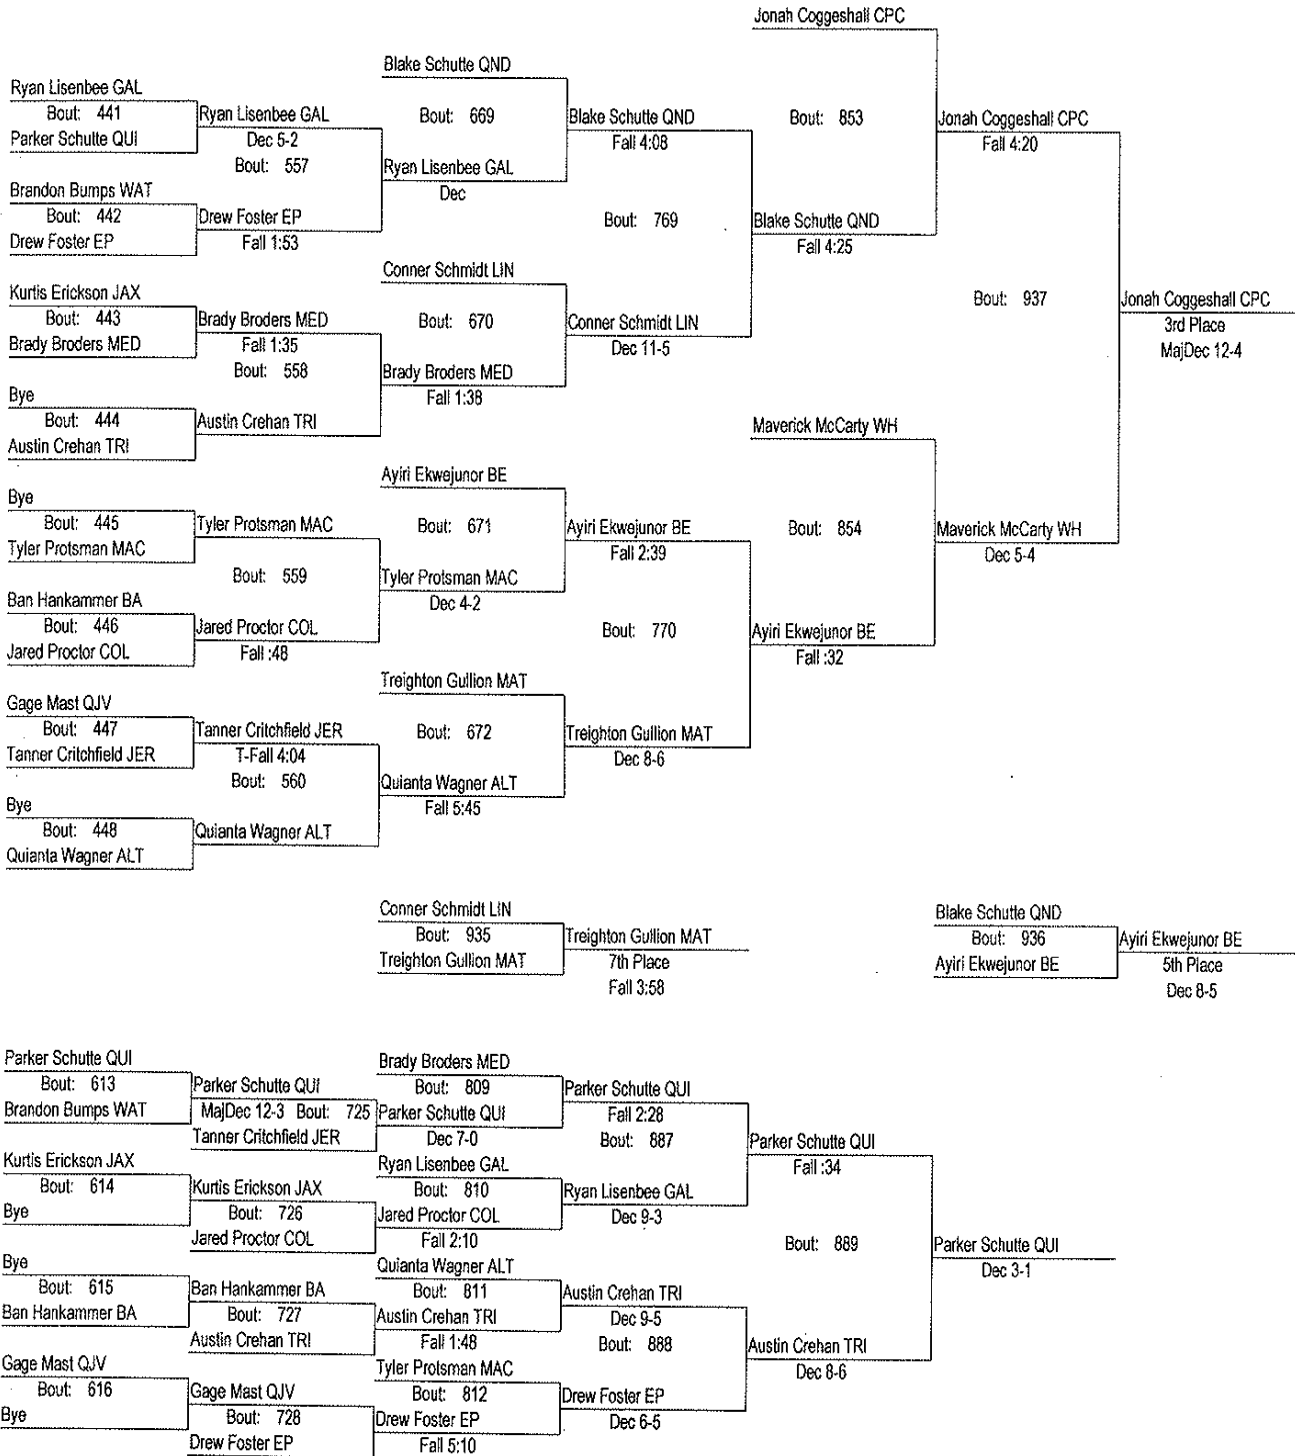 Jonah Coggeshall CPC
Blake Schutte QND
Ryan Lisenbee GAL
Bout: 441
Parker Schutte QUI
Ryan Lisenbee GAL
Dec 5-2
Bout: 557
Brandon Bumps WAT
Bout: 442
Drew Foster EP
Drew Foster EP
Fall 1:53
Bout: 669
Ryan Lisenbee GAL
Dec
Blake Schutte QND
Fall 4:08
Bout: 769
Bout: 853
Blake Schutte QND
Fall 4:25
Jonah Coggeshall CPC
Fall 4:20
Kurtis Erickson JAX
Bout: 443
Brady Broders MED
Brady Broders MED
Fall 1:35
Bout: 558
Bye
Bout: 444
Austin Crehan TRI
Austin Crehan TRI
Conner Schmidt LIN
Bout: 670
Brady Broders MED
Fall 1:38
Conner Schmidt LIN
Dec 11-5
Bout: 937
Jonah Coggeshall CPC
3rd Place
MajDec 12-4
Bye
Bout: 445
Tyler Protsman MAC
Tyler Protsman MAC
Bout: 559
Ban Hankammer BA
Bout: 446
Jared Proctor COL
Jared Proctor COL
Fall :48
Ayiri Ekwejunor BE
Bout: 671
Tyler Protsman MAC
Dec 4-2
Ayiri Ekwejunor BE
Fall 2:39
Bout: 770
Maverick McCarty WH
Bout: 854
Ayiri Ekwejunor BE
Fall :32
Maverick McCarty WH
Dec 5-4
Gage Mast QJV
Bout: 447
Tanner Critchfield JER
Tanner Critchfield JER
T-Fall 4:04
Bout: 560
Bye
Bout: 448
Quianta Wagner ALT
Quianta Wagner ALT
Treighton Gullion MAT
Bout: 672
Quianta Wagner ALT
Fall 5:45
Treighton Gullion MAT
Dec 8-6
Conner Schmidt LIN
Bout: 935
Treighton Gullion MAT
Treighton Gullion MAT
7th Place
Fall 3:58
Blake Schutte QND
Bout: 936
Ayiri Ekwejunor BE
Ayiri Ekwejunor BE
5th Place
Dec 8-5
Parker Schutte QUI
Bout: 613
Brandon Bumps WAT
Parker Schutte QUI
MajDec 12-3 Bout: 725
Tanner Critchfield JER
Brady Broders MED
Bout: 809
Parker Schutte QUI
Dec 7-0
Parker Schutte QUI
Fall 2:28
Bout: 887
Kurtis Erickson JAX
Bout: 614
Bye
Kurtis Erickson JAX
Bout: 726
Jared Proctor COL
Ryan Lisenbee GAL
Bout: 810
Jared Proctor COL
Fall 2:10
Ryan Lisenbee GAL
Dec 9-3
Parker Schutte QUI
Fall :34
Bout: 889
Parker Schutte QUI
Dec 3-1
Bye
Bout: 615
Ban Hankammer BA
Ban Hankammer BA
Bout: 727
Austin Crehan TRI
Quianta Wagner ALT
Bout: 811
Austin Crehan TRI
Fall 1:48
Austin Crehan TRI
Dec 9-5
Bout: 888
Austin Crehan TRI
Dec 8-6
Gage Mast QJV
Bout: 616
Bye
Gage Mast QJV
Bout: 728
Drew Foster EP
Tyler Protsman MAC
Bout: 812
Drew Foster EP
Fall 5:10
Drew Foster EP
Dec 6-5